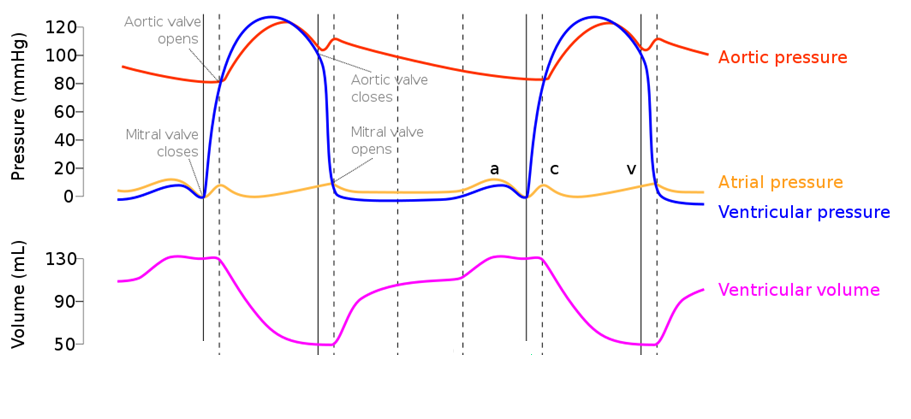 Aortic valve
opens
120
100
80
60
40
20
0
Pressure (mmHg)
Aortic pressure
Aortic valve
closes
Mitral valve
closes
Mitral valve
opens
a
c
v
Atrial pressure
Ventricular pressure
130
90
50
Volume (mL)
Ventricular volume